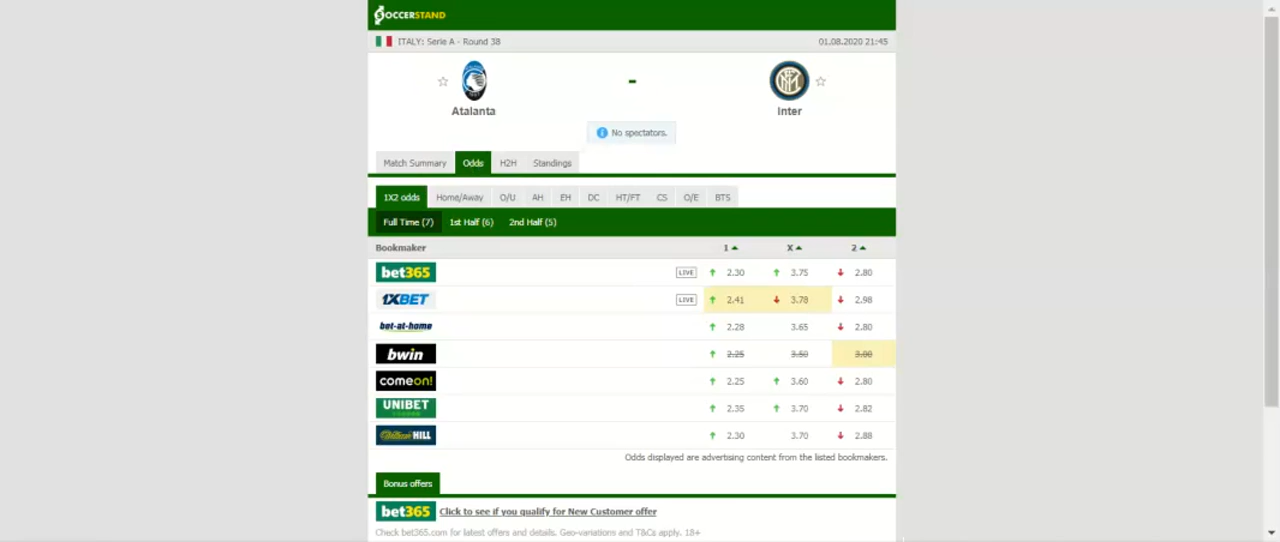 SOCCERSTAND
ITALY: Serie A - Round 38 01.08.2020 21:45
-
Atalanta Inter
No spectators.
Match Summary Odds H2H Standings
1X2 odds Home/Away O/U AH EH DC HT/FT CS O/E BTS
Full Time (7) 1st Half (6) 2nd Half (5)
Bookmaker 1 X 2
bet365 LIVE 2.30 3.75 2.80
1XBET LIVE 2.41 3.78 2.98
bet-at-home 2.28 3.65 2.80
bwin 2.25 3.50 3.00
comeon! 2.25 3.60 2.80
UNIBET 2.35 3.70 2.82
William HILL 2.30 3.70 2.88
Odds displayed are advertising content from the listed bookmakers.
Bonus offers
bet365 Click to see if you qualify for New Customer offer
Check bet365.com for latest offers and details. Geo-variations and T&Cs apply. 18+